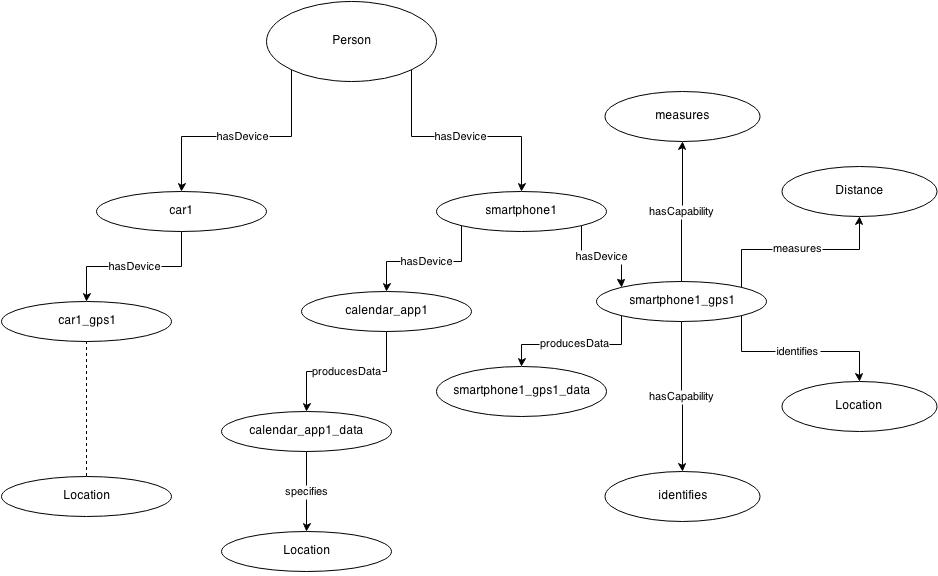 Person
measures
hasDevice
hasDevice
Distance
car1
smartphone1
hasCapability
measures
hasDevice
hasDevice
hasDevice
smartphone1_gps1
calendar_app1
car1_gps1
producesData
identifies
producesData
smartphone1_gps1_data
hasCapability
Location
calendar_app1_data
specifies
Location
identifies
Location